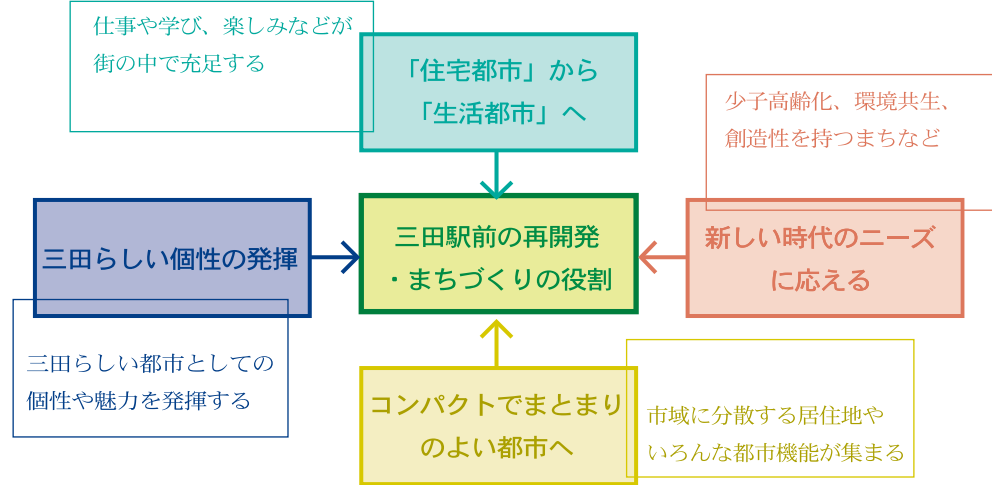 仕事や学び、楽しみなどが
街の中で充足する
「住宅都市」から
「生活都市」へ
少子高齢化、環境共生、
創造性を持つまちなど
三田らしい個性の発揮
三田駅前の再開発
・まちづくりの役割
新しい時代のニーズ
に応える
三田らしい都市としての
個性や魅力を発揮する
コンパクトでまとまり
のよい都市へ
市域に分散する居住地や
いろんな都市機能が集まる